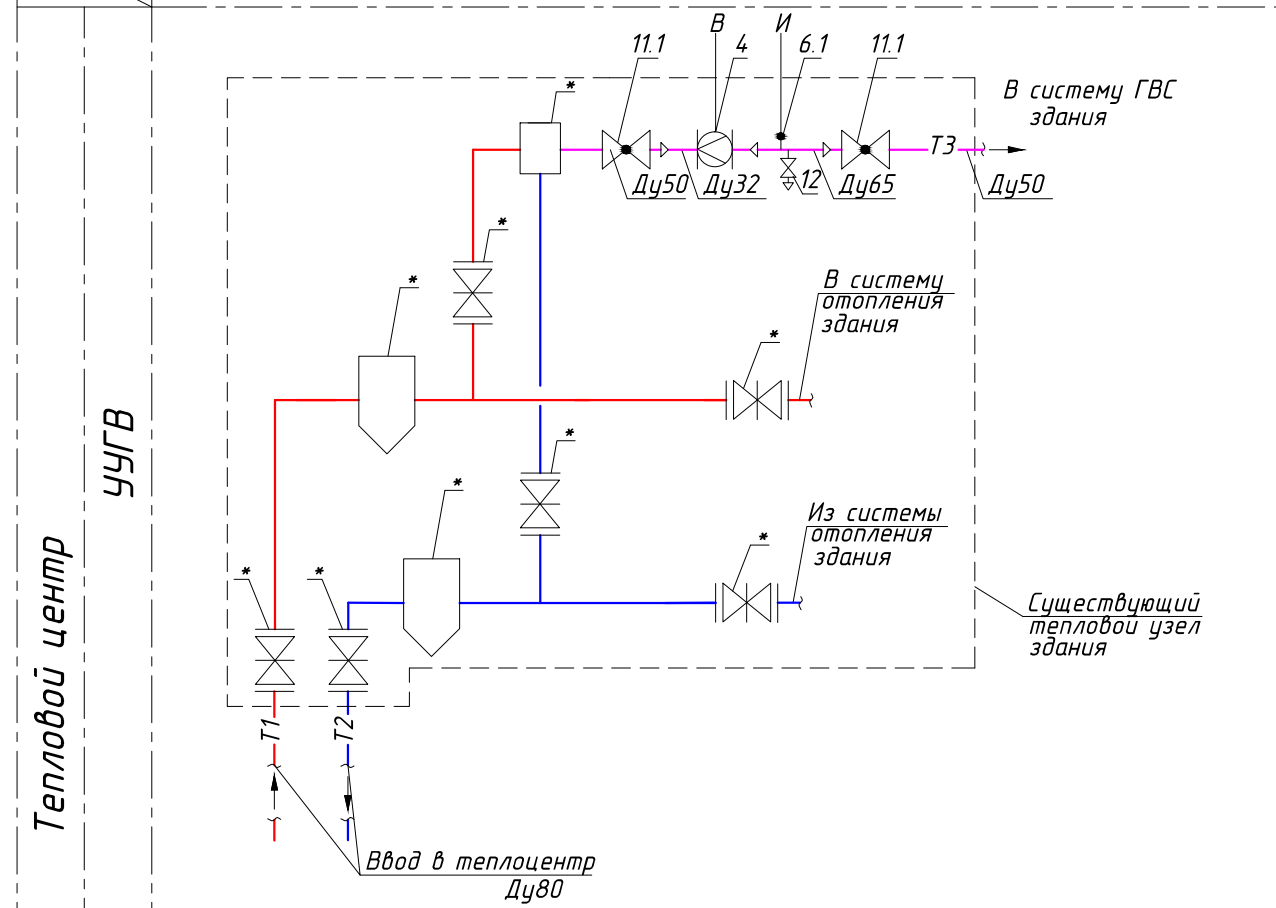 В И
11.1 4 6.1 11.1
*
В систему ГВС
здания
Т3
Ду50 Ду32 12 Ду65 Ду50
*
*
В систему
отопления
здания
*
УУГВ
*
*
Из системы
отопления
здания
*
* *
Существующий
тепловой узел
здания
Тепловой центр
Т1 Т2
Ввод в теплоцентр
Ду80